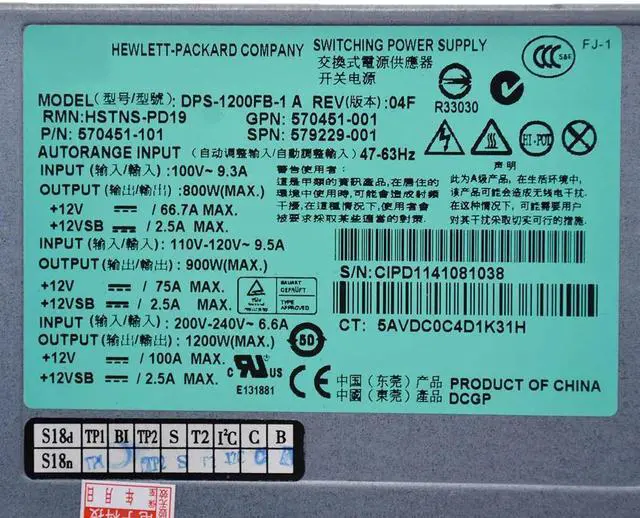 FJ-1
HEWLETT-PACKARD COMPANY
SWITCHING POWER SUPPLY
交換式電源供應器
开关电源
CCC S&E
MODEL(型号/型號): DPS-1200FB-1 A REV(版本):04F
RMN:HSTNS-PD19 GPN: 570451-001
P/N: 570451-101 SPN: 579229-001
R33030
HI-POT
AUTORANGE INPUT (自动调整输入/自動調整輸入)47-63Hz
INPUT (输入/輸入):100V~ 9.3A
OUTPUT (输出/輸出):800W(MAX.)
+12V / 66.7A MAX.
+12VSB / 2.5A MAX.
INPUT (输入/輸入): 110V-120V~ 9.5A
OUTPUT (输出/輸出): 900W(MAX.)
+12V / 75A MAX.
+12VSB / 2.5A MAX.
INPUT (输入/輸入): 200V-240V~ 6.6A
OUTPUT (输出/輸出): 1200W(MAX.)
+12V / 100A MAX.
+12VSB / 2.5A MAX.
警告使用者:
這是甲類的資訊產品,在居住的
環境中使用時,可能會造成射頻
干擾,在這種情況下,使用者會
被要求採取某些適當的對策.
声明
此为A级产品,在生活环境中,
该产品可能会造成无线电干扰.
在这种情况下,可能需要用户
对其干扰采取切实可行的措施.
S/N:CIPD1141081038
CT: 5AVDC0C4D1K31H
BAUART GEPRÜFT
TYPE APPROVED
50
E131881
CE
中国(东莞)产品 PRODUCT OF CHINA
中國(東莞)產品 DCGP
S18d TP1 BI TP2 S T2 I²C C B
S18n
年 月 日